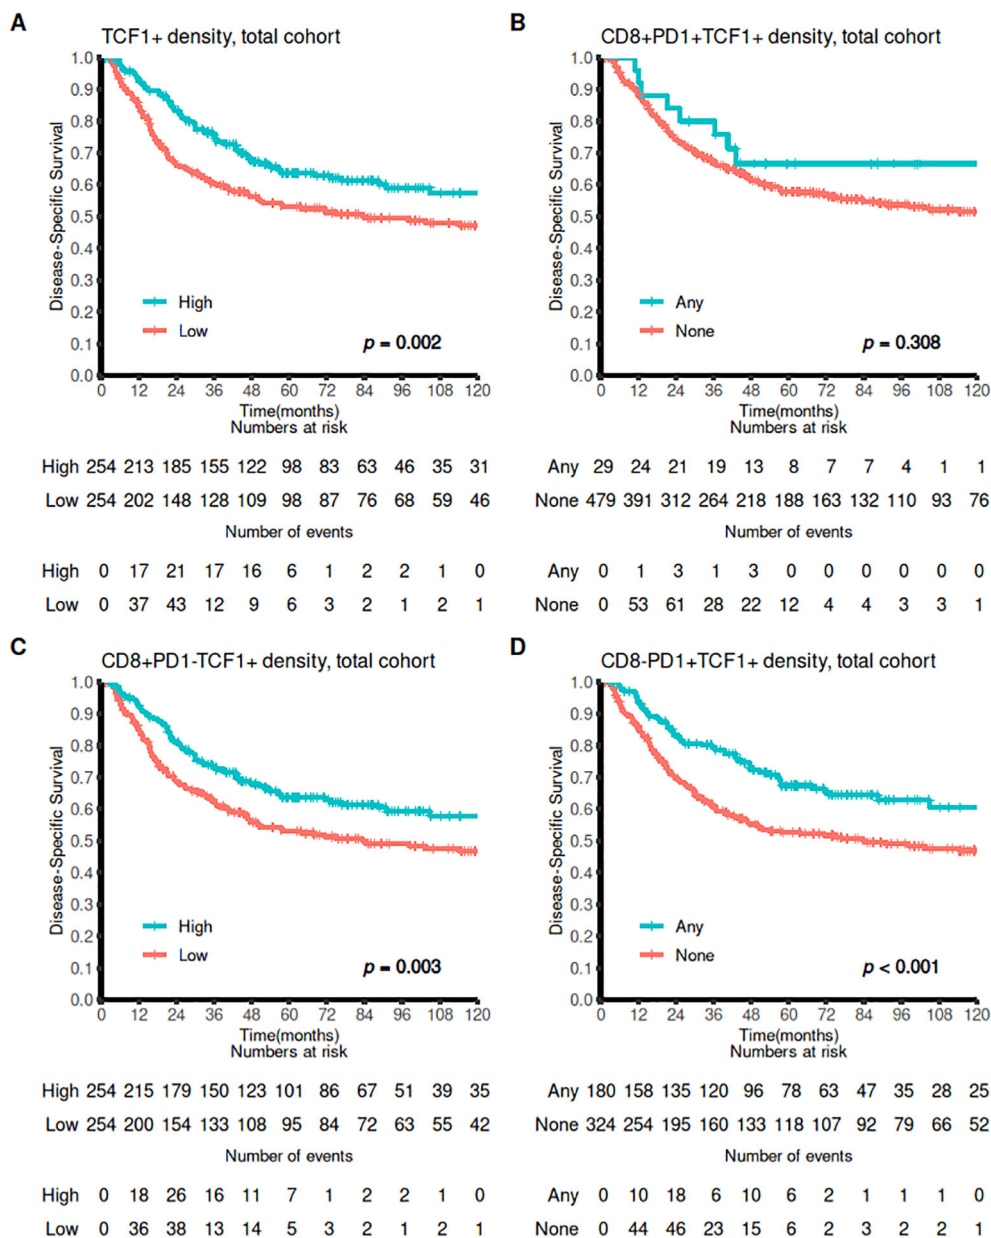 A
TCF1+ density, total cohort
Disease-Specific Survival
1.0
0.9
0.8
0.7
0.6
0.5
0.4
0.3
0.2
0.1
0.0
High
Low
p = 0.002
0 12 24 36 48 60 72 84 96 108 120
Time(months)
Numbers at risk
High 254 213 185 155 122 98 83 63 46 35 31
Low 254 202 148 128 109 98 87 76 68 59 46
Number of events
High 0 17 21 17 16 6 1 2 2 1 0
Low 0 37 43 12 9 6 3 2 1 2 1
B
CD8+PD1+TCF1+ density, total cohort
Disease-Specific Survival
1.0
0.9
0.8
0.7
0.6
0.5
0.4
0.3
0.2
0.1
0.0
Any
None
p = 0.308
0 12 24 36 48 60 72 84 96 108 120
Time(months)
Numbers at risk
Any 29 24 21 19 13 8 7 7 4 1 1
None 479 391 312 264 218 188 163 132 110 93 76
Number of events
Any 0 1 3 1 3 0 0 0 0 0 0
None 0 53 61 28 22 12 4 4 3 3 1
C
CD8+PD1-TCF1+ density, total cohort
Disease-Specific Survival
1.0
0.9
0.8
0.7
0.6
0.5
0.4
0.3
0.2
0.1
0.0
High
Low
p = 0.003
0 12 24 36 48 60 72 84 96 108 120
Time(months)
Numbers at risk
High 254 215 179 150 123 101 86 67 51 39 35
Low 254 200 154 133 108 95 84 72 63 55 42
Number of events
High 0 18 26 16 11 7 1 2 2 1 0
Low 0 36 38 13 14 5 3 2 1 2 1
D
CD8-PD1+TCF1+ density, total cohort
Disease-Specific Survival
1.0
0.9
0.8
0.7
0.6
0.5
0.4
0.3
0.2
0.1
0.0
Any
None
p < 0.001
0 12 24 36 48 60 72 84 96 108 120
Time(months)
Numbers at risk
Any 180 158 135 120 96 78 63 47 35 28 25
None 324 254 195 160 133 118 107 92 79 66 52
Number of events
Any 0 10 18 6 10 6 2 1 1 1 0
None 0 44 46 23 15 6 2 3 2 2 1